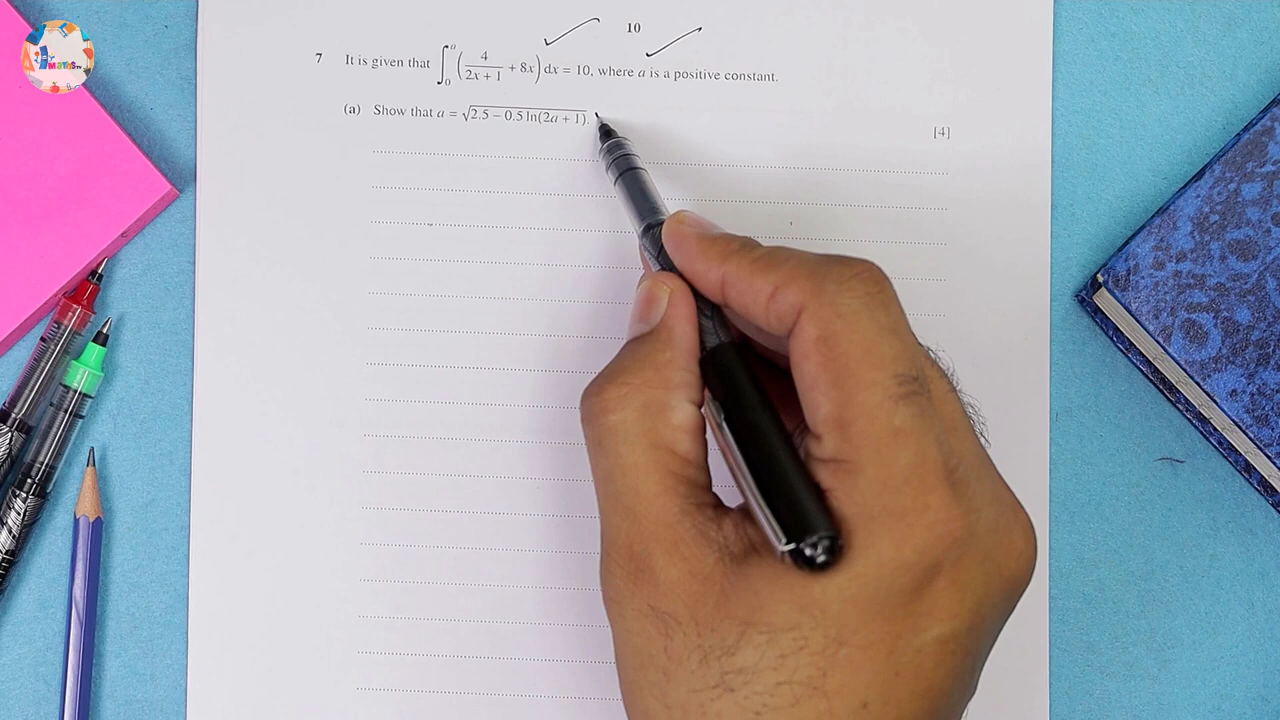 10
7 It is given that ∫₀ᵃ (4/(2x + 1) + 8x) dx = 10, where a is a positive constant.
(a) Show that a = √(2.5 − 0.5 ln(2a + 1)).
[4]